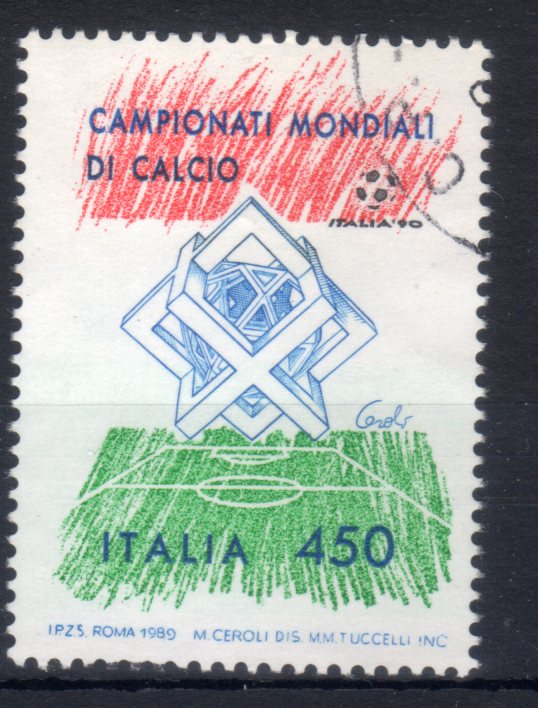 CAMPIONATI MONDIALI
DI CALCIO
ITALIA '90
Ceroli
ITALIA 450
I.P.Z.S. ROMA 1989 M. CEROLI DIS. M.M. TUCCELLI INC